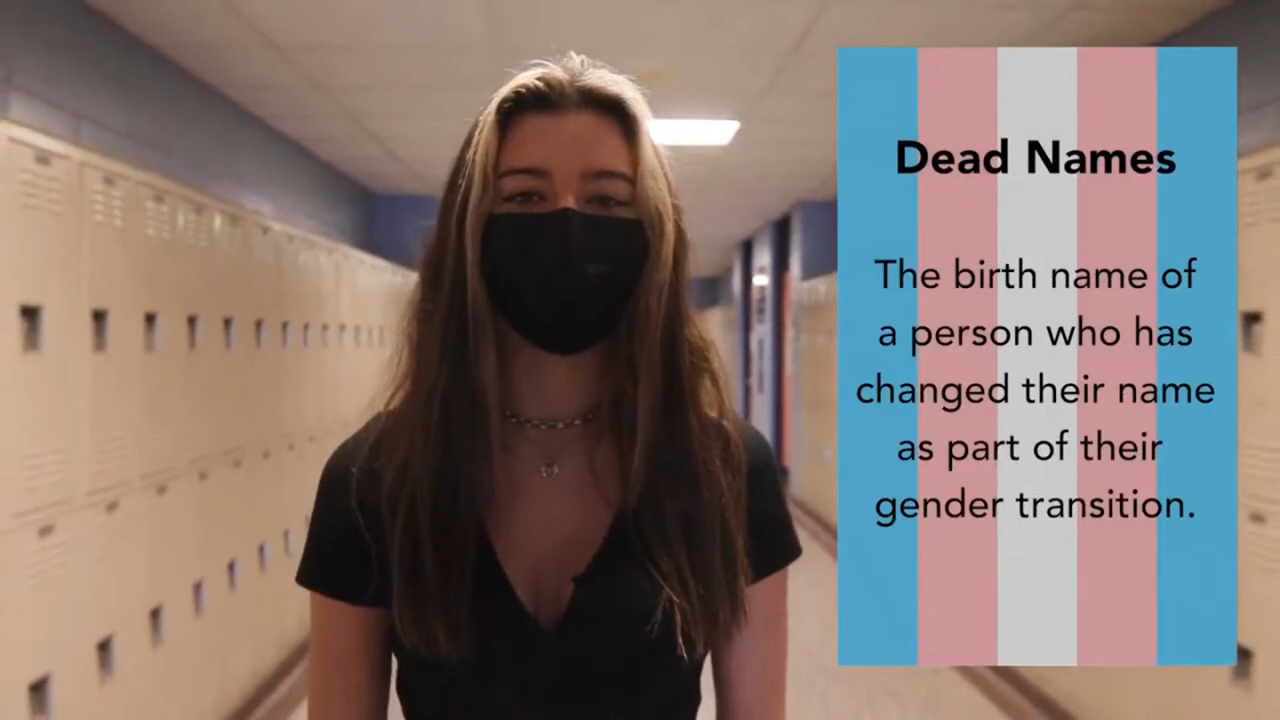 Dead Names
The birth name of
a person who has
changed their name
as part of their
gender transition.